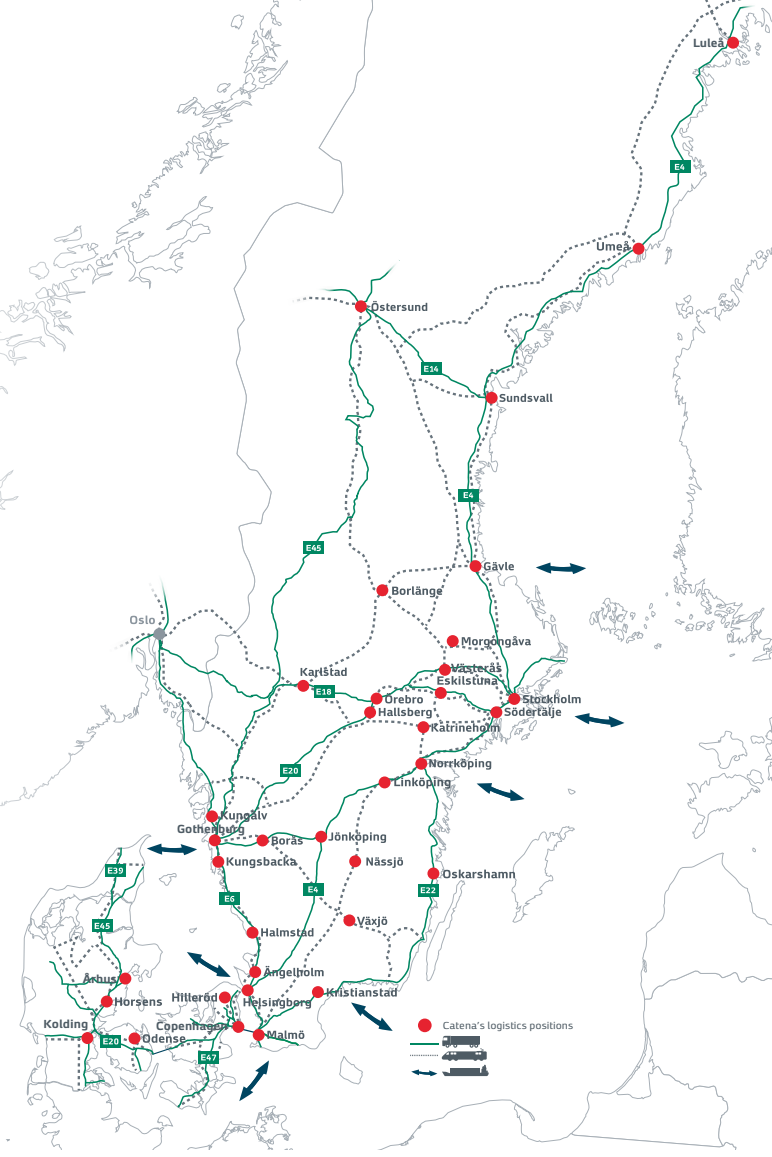 Luleå
E4
Umeå
Östersund
E14
Sundsvall
E4
E45
Gävle
Borlänge
Oslo
Morgongåva
Västerås
Karlstad
Eskilstuna
E18
Örebro
Stockholm
Hallsberg
Södertälje
Katrineholm
E20
Norrköping
Linköping
Kungälv
Gothenburg
Borås
Jönköping
Kungsbacka
Nässjö
E39
Oskarshamn
E4
E22
E6
Växjö
E45
Halmstad
Ängelholm
Århus
Kristianstad
Hilleröd
Horsens
Helsingborg
Kolding
Copenhagen
Catena's logistics positions
Malmö
E20
Odense
E47